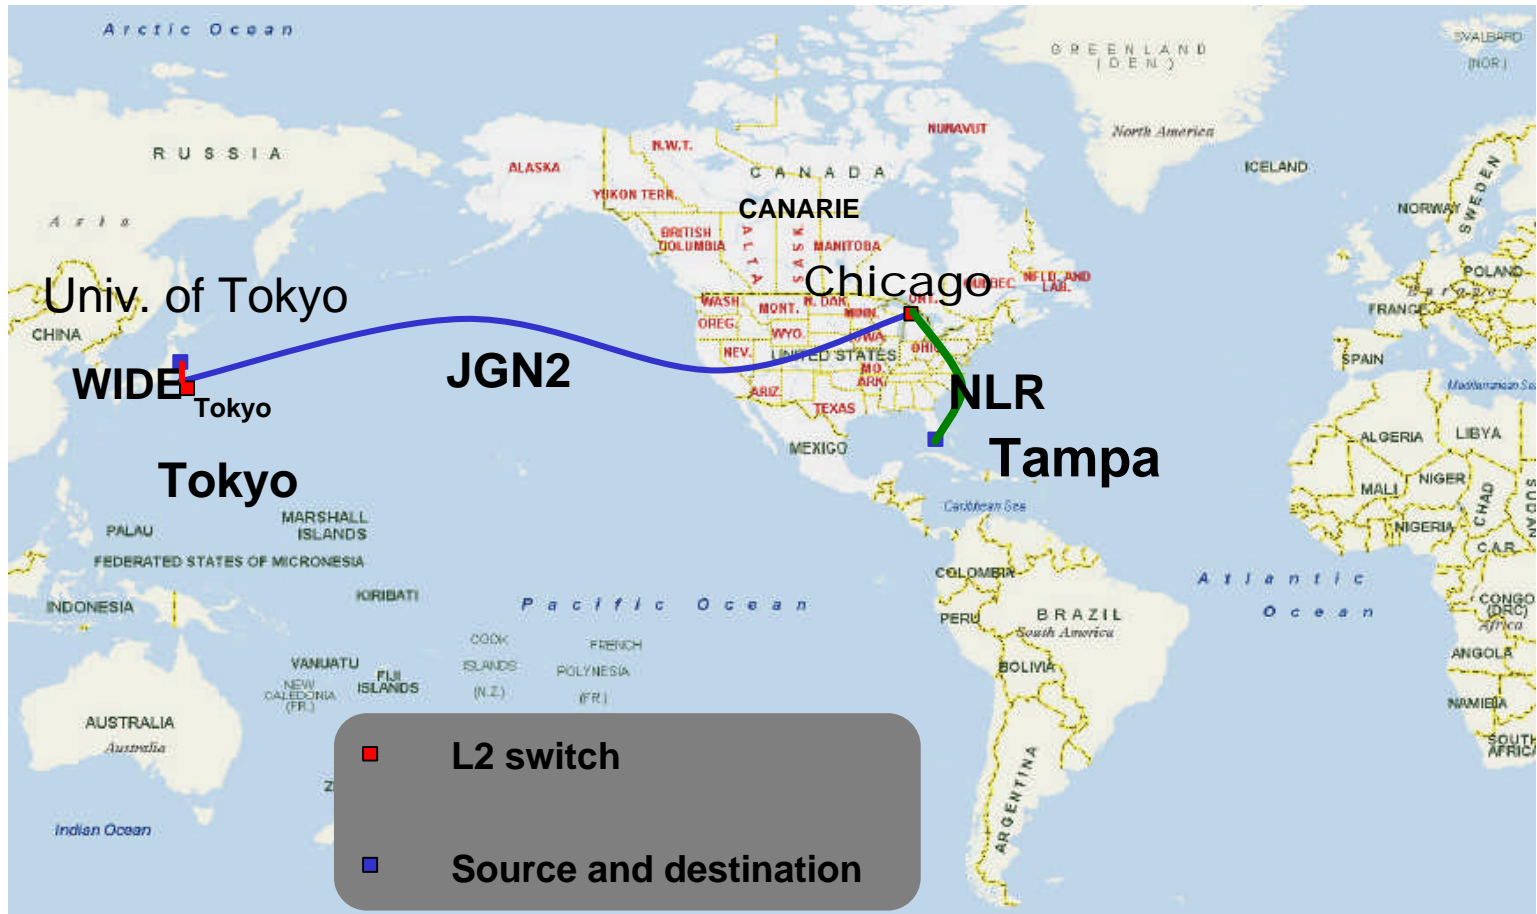 Arctic Ocean
SVALBARD
(NOR.)
GREENLAND
(DEN.)
North America
NUNAVUT
N.W.T.
RUSSIA
ALASKA
CANADA
ICELAND
YUKON TERR.
SWEDEN
NORWAY
CANARIE
Asia
BRITISH
COLUMBIA
ALTA
SASK
MANITOBA
Chicago
QUEBEC
NFLD. AND
LAB.
POLAND
Europe
Univ. of Tokyo
WASH
MONT.
N. DAK
MINN.
ONT.
FRANCE
CHINA
OREG.
WYO.
IOWA
NEV.
UNITED STATES
OHIO
SPAIN
WIDE
JGN2
MO.
ARK.
NLR
Mediterranean Sea
Tokyo
ARIZ.
TEXAS
MEXICO
Tampa
ALGERIA
LIBYA
Tokyo
MALI
NIGER
CHAD
SUDAN
Caribbean Sea
PALAU
MARSHALL
ISLANDS
NIGERIA
C.A.R.
FEDERATED STATES OF MICRONESIA
COLOMBIA
Atlantic
Ocean
INDONESIA
KIRIBATI
Pacific Ocean
PERU
BRAZIL
South America
CONGO
(DRC)
Africa
COOK
ISLANDS
(N.Z.)
FRENCH
POLYNESIA
(FR.)
ANGOLA
VANUATU
FIJI
ISLANDS
NEW
CALEDONIA
(FR.)
BOLIVIA
NAMIBIA
AUSTRALIA
Australia
SOUTH
AFRICA
L2 switch
Z
ARGENTINA
Indian Ocean
Source and destination